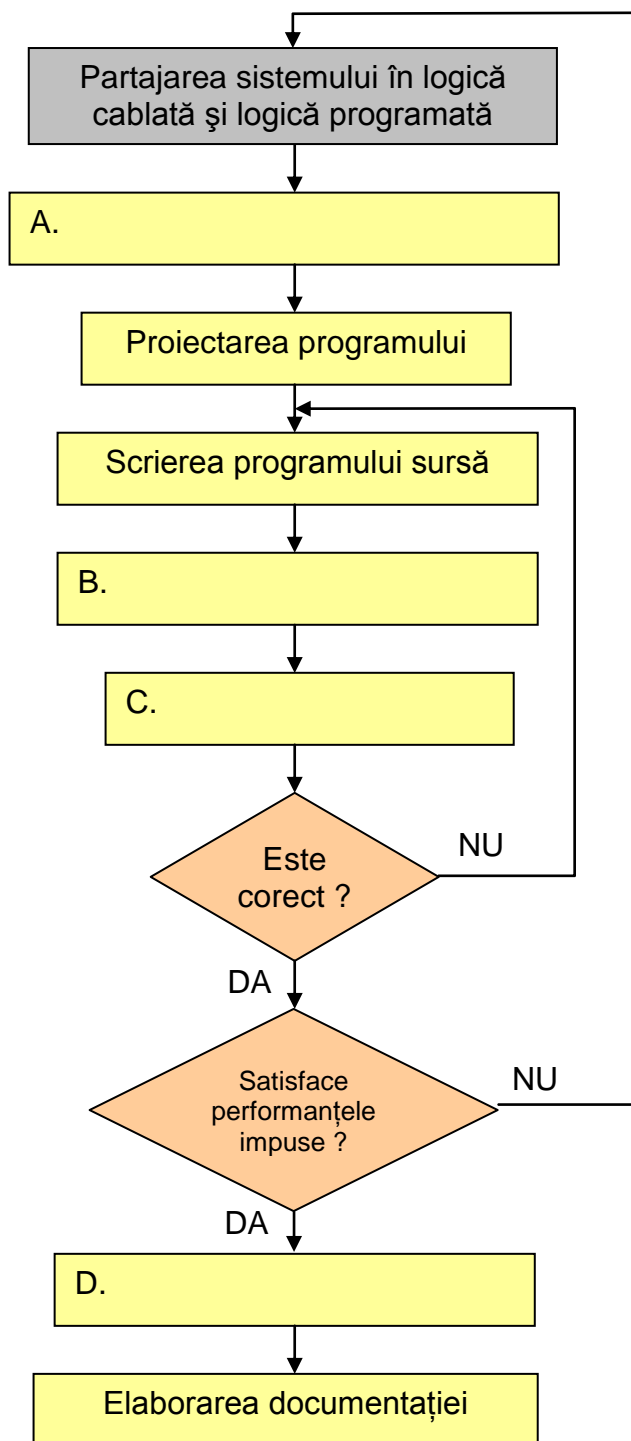 Partajarea sistemului în logică
cablată şi logică programată
A.
Proiectarea programului
Scrierea programului sursă
B.
C.
Este
corect ?
NU
DA
Satisface
performanțele
impuse ?
NU
DA
D.
Elaborarea documentației